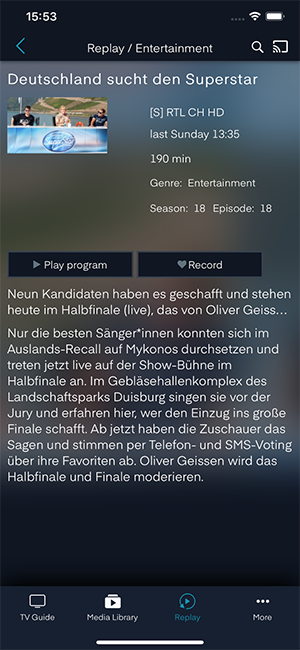 15:53
Replay / Entertainment
Deutschland sucht den Superstar
[S] RTL CH HD
last Sunday 13:35
190 min
Genre: Entertainment
Season: 18 Episode: 18
Play program
Record
Neun Kandidaten haben es geschafft und stehen
heute im Halbfinale (live), das von Oliver Geiss...
Nur die besten Sänger*innen konnten sich im
Auslands-Recall auf Mykonos durchsetzen und
treten jetzt live auf der Show-Bühne im
Halbfinale an. Im Gebläsehallenkomplex des
Landschaftsparks Duisburg singen sie vor der
Jury und erfahren hier, wer den Einzug ins große
Finale schafft. Ab jetzt haben die Zuschauer das
Sagen und stimmen per Telefon- und SMS-Voting
über ihre Favoriten ab. Oliver Geissen wird das
Halbfinale und Finale moderieren.
TV Guide
Media Library
Replay
More